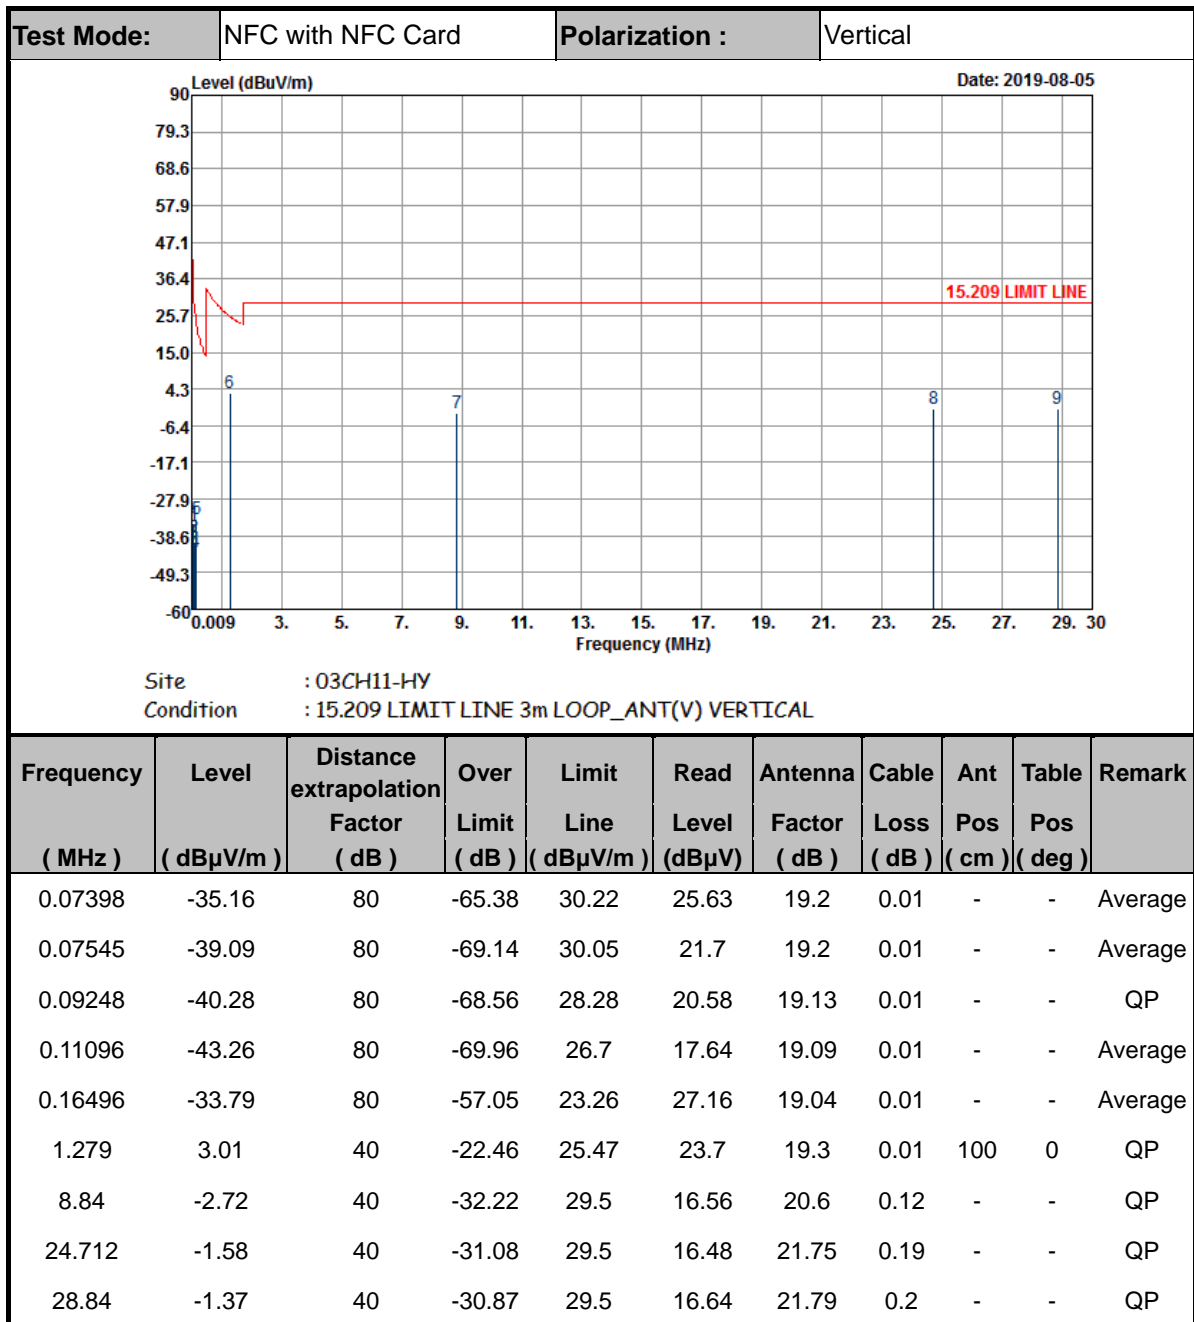 Test Mode: NFC with NFC Card Polarization : Vertical
Level (dBuV/m) Date: 2019-08-05
90
79.3
68.6
57.9
47.1
36.4
15.209 LIMIT LINE
25.7
15.0
6
4.3
7 8 9
-6.4
-17.1
-27.9
5
-38.6
-49.3
-60
0.009 3. 5. 7. 9. 11. 13. 15. 17. 19. 21. 23. 25. 27. 29. 30
Frequency (MHz)
Site : 03CH11-HY
Condition : 15.209 LIMIT LINE 3m LOOP_ANT(V) VERTICAL
Frequency Level Distance extrapolation Over Limit Read Antenna Cable Ant Table Remark
Factor Limit Line Level Factor Loss Pos Pos
( MHz ) ( dBµV/m ) ( dB ) ( dB ) ( dBµV/m ) (dBµV) ( dB ) ( dB ) ( cm ) ( deg )
0.07398 -35.16 80 -65.38 30.22 25.63 19.2 0.01 - - Average
0.07545 -39.09 80 -69.14 30.05 21.7 19.2 0.01 - - Average
0.09248 -40.28 80 -68.56 28.28 20.58 19.13 0.01 - - QP
0.11096 -43.26 80 -69.96 26.7 17.64 19.09 0.01 - - Average
0.16496 -33.79 80 -57.05 23.26 27.16 19.04 0.01 - - Average
1.279 3.01 40 -22.46 25.47 23.7 19.3 0.01 100 0 QP
8.84 -2.72 40 -32.22 29.5 16.56 20.6 0.12 - - QP
24.712 -1.58 40 -31.08 29.5 16.48 21.75 0.19 - - QP
28.84 -1.37 40 -30.87 29.5 16.64 21.79 0.2 - - QP